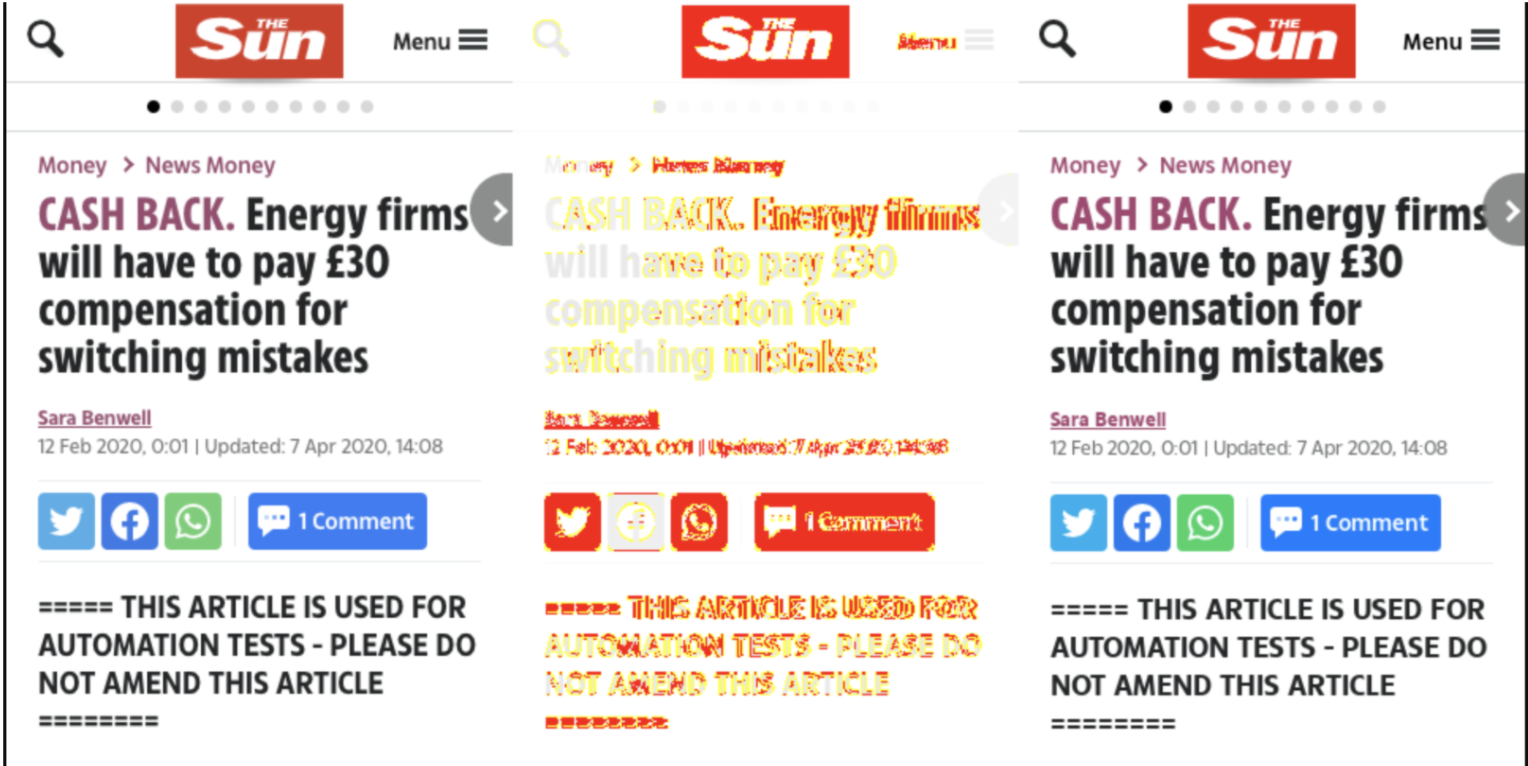 THE
Sun
Menu
Money > News Money
CASH BACK. Energy firms
will have to pay £30
compensation for
switching mistakes
Sara Benwell
12 Feb 2020, 0:01 | Updated: 7 Apr 2020, 14:08
1 Comment
===== THIS ARTICLE IS USED FOR
AUTOMATION TESTS - PLEASE DO
NOT AMEND THIS ARTICLE
========
THE
Sun
Menu
Money > News Money
CASH BACK. Energy firms
will have to pay £30
compensation for
switching mistakes
Sara Benwell
12 Feb 2020, 0:01 | Updated: 7 Apr 2020, 14:08
1 Comment
===== THIS ARTICLE IS USED FOR
AUTOMATION TESTS - PLEASE DO
NOT AMEND THIS ARTICLE
========
THE
Sun
Menu
Money > News Money
CASH BACK. Energy firms
will have to pay £30
compensation for
switching mistakes
Sara Benwell
12 Feb 2020, 0:01 | Updated: 7 Apr 2020, 14:08
1 Comment
===== THIS ARTICLE IS USED FOR
AUTOMATION TESTS - PLEASE DO
NOT AMEND THIS ARTICLE
========